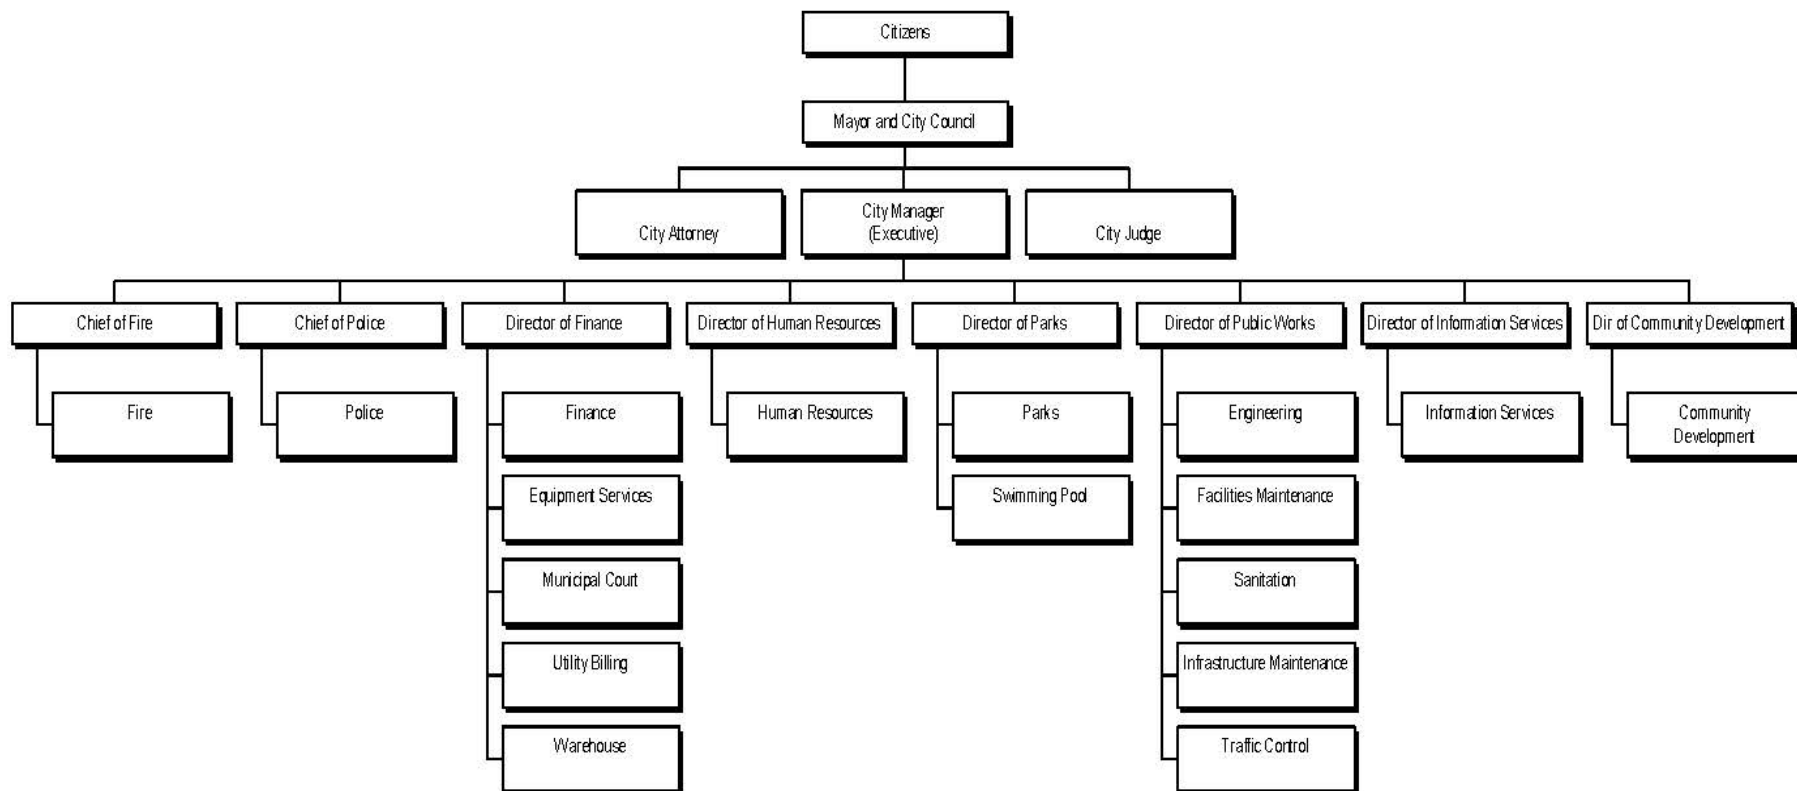 Citizens
Mayor and City Council
City Attorney
City Manager
(Executive)
City Judge
Chief of Fire
Chief of Police
Director of Finance
Director of Human Resources
Director of Parks
Director of Public Works
Director of Information Services
Dir of Community Development
Fire
Police
Finance
Human Resources
Parks
Engineering
Information Services
Community
Development
Equipment Services
Swimming Pool
Facilities Maintenance
Municipal Court
Sanitation
Utility Billing
Infrastructure Maintenance
Warehouse
Traffic Control